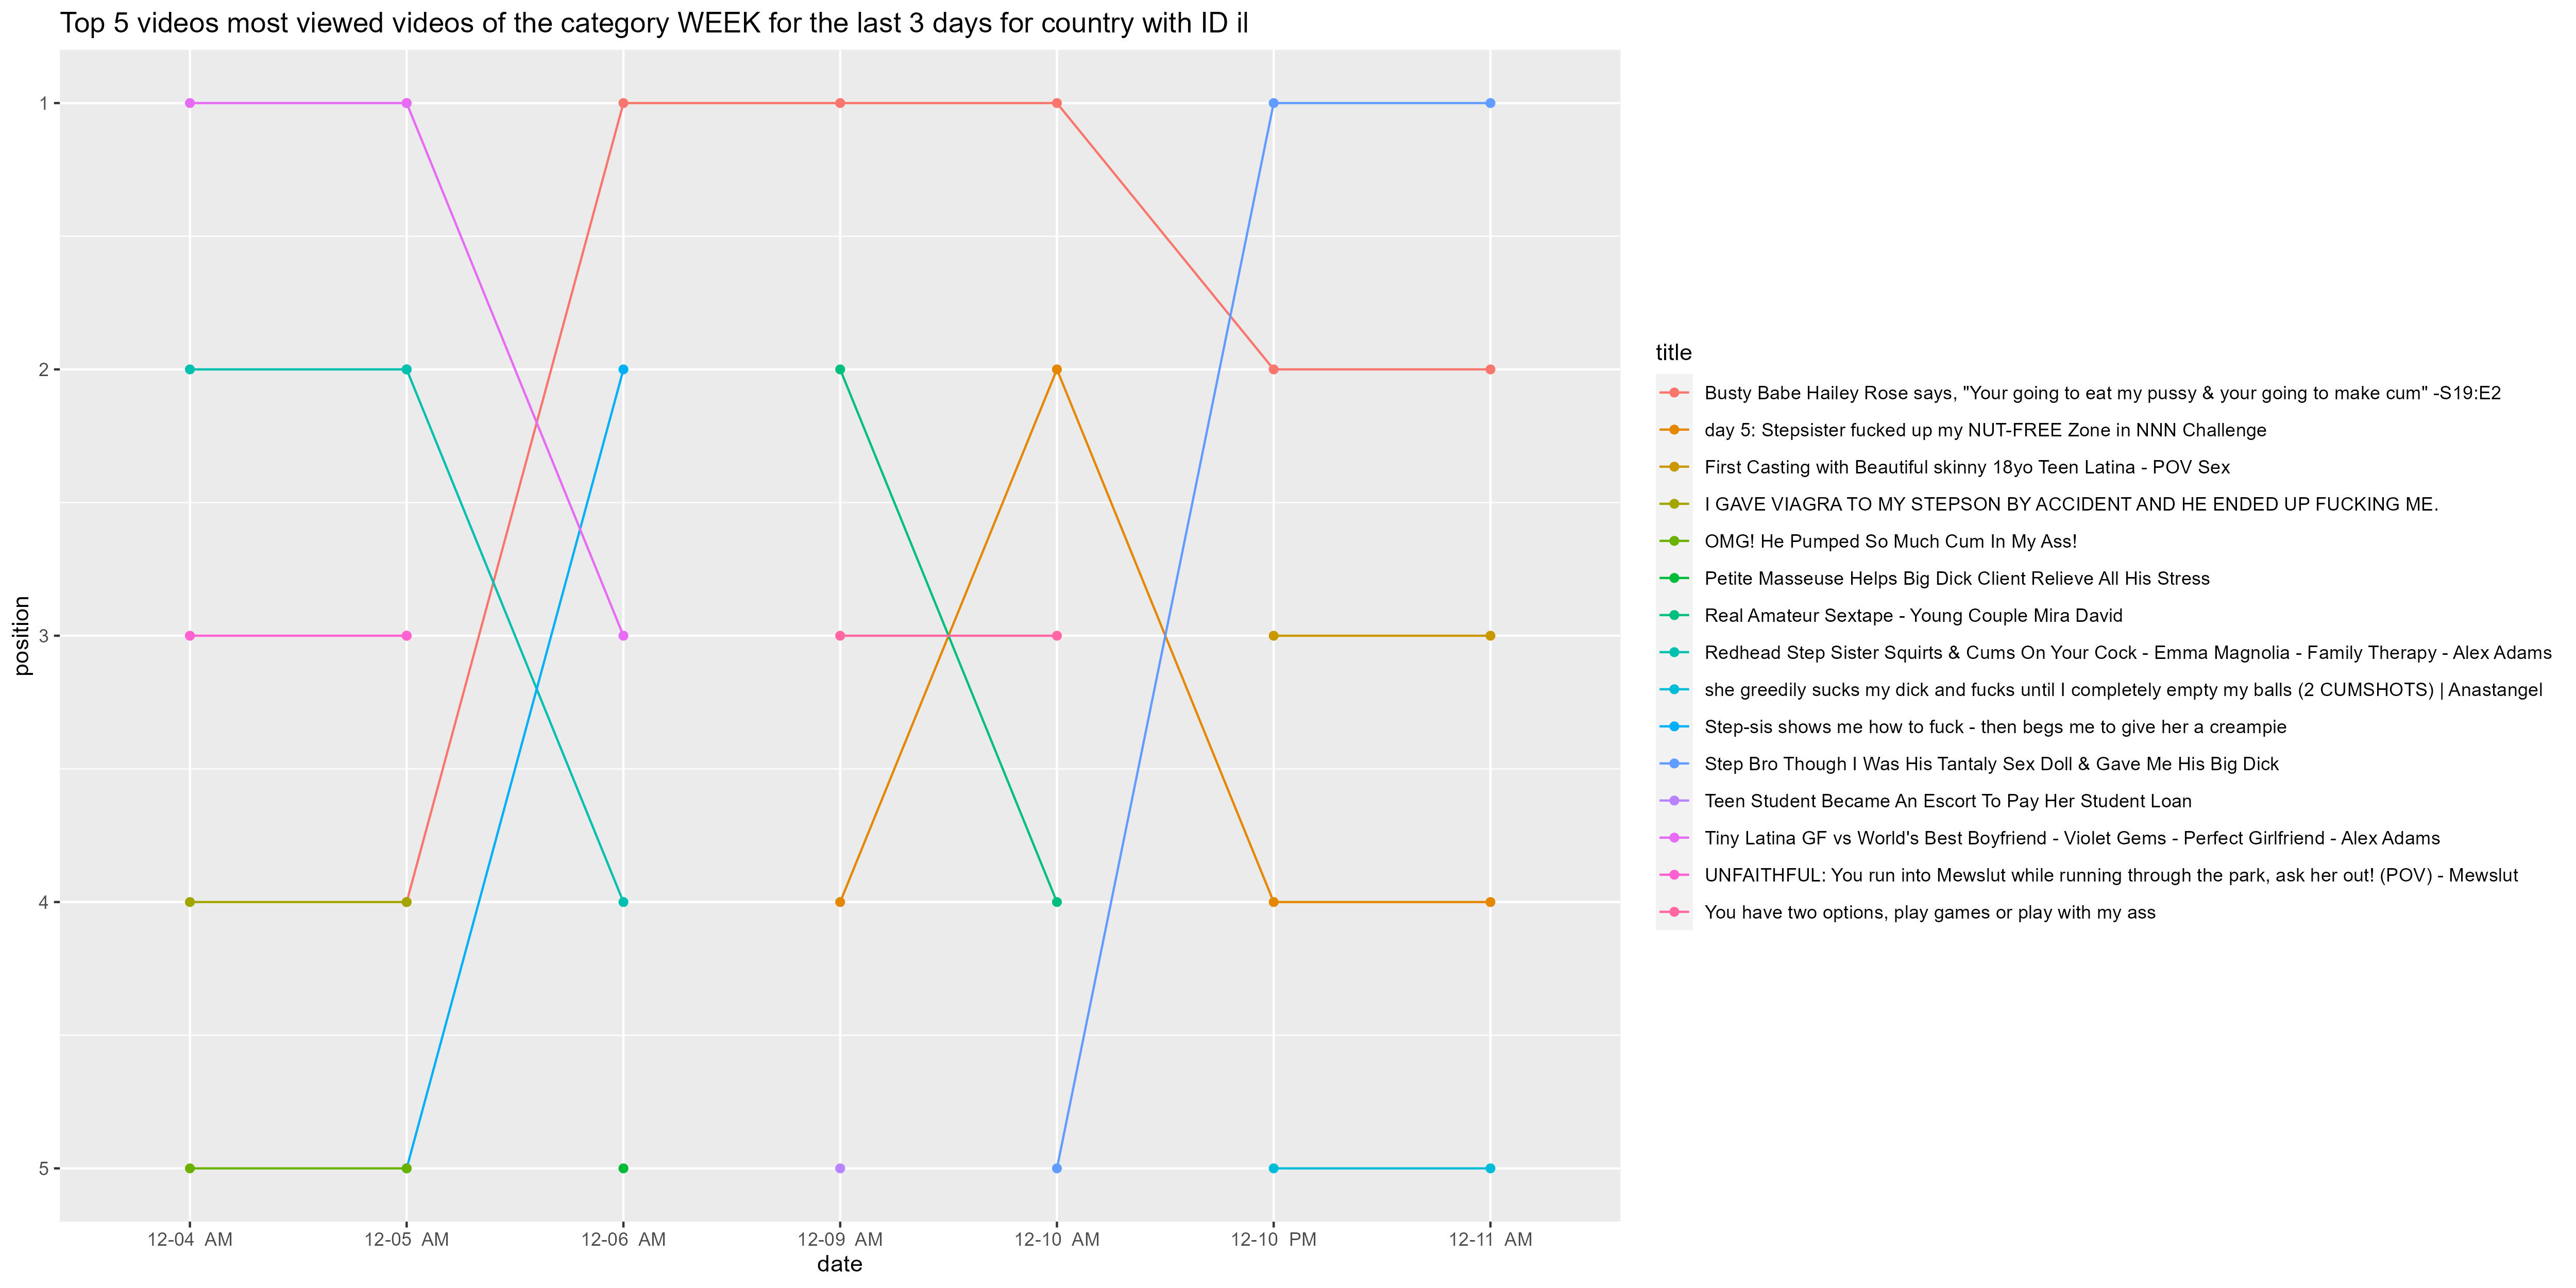 Top 5 videos most viewed videos of the category WEEK for the last 3 days for country with ID il
1
2
3
4
5
position
12-04 AM
12-05 AM
12-06 AM
12-09 AM
12-10 AM
12-10 PM
12-11 AM
date
title
Busty Babe Hailey Rose says, "Your going to eat my pussy & your going to make cum" -S19:E2
day 5: Stepsister fucked up my NUT-FREE Zone in NNN Challenge
First Casting with Beautiful skinny 18yo Teen Latina - POV Sex
I GAVE VIAGRA TO MY STEPSON BY ACCIDENT AND HE ENDED UP FUCKING ME.
OMG! He Pumped So Much Cum In My Ass!
Petite Masseuse Helps Big Dick Client Relieve All His Stress
Real Amateur Sextape - Young Couple Mira David
Redhead Step Sister Squirts & Cums On Your Cock - Emma Magnolia - Family Therapy - Alex Adams
she greedily sucks my dick and fucks until I completely empty my balls (2 CUMSHOTS) | Anastangel
Step-sis shows me how to fuck - then begs me to give her a creampie
Step Bro Though I Was His Tantaly Sex Doll & Gave Me His Big Dick
Teen Student Became An Escort To Pay Her Student Loan
Tiny Latina GF vs World's Best Boyfriend - Violet Gems - Perfect Girlfriend - Alex Adams
UNFAITHFUL: You run into Mewslut while running through the park, ask her out! (POV) - Mewslut
You have two options, play games or play with my ass